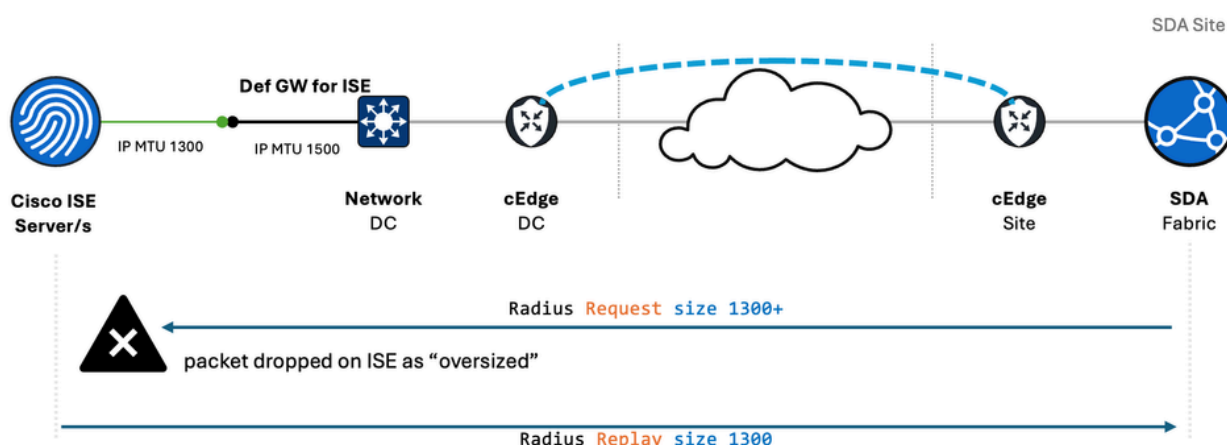 SDA Site
Def GW for ISE
IP MTU 1300
IP MTU 1500
Cisco ISE
Server/s
Network
DC
cEdge
DC
cEdge
Site
SDA
Fabric
Radius Request size 1300+
packet dropped on ISE as “oversized”
Radius Replay size 1300